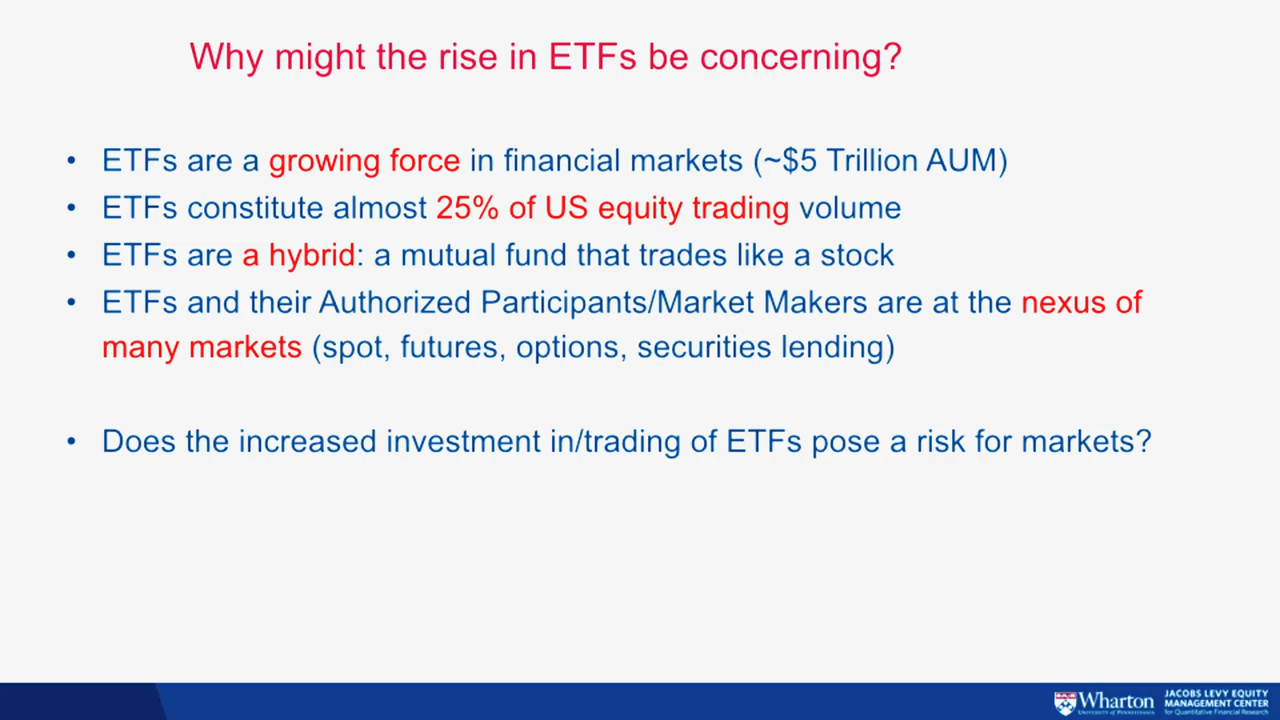 Why might the rise in ETFs be concerning?
• ETFs are a growing force in financial markets (~$5 Trillion AUM)
• ETFs constitute almost 25% of US equity trading volume
• ETFs are a hybrid: a mutual fund that trades like a stock
• ETFs and their Authorized Participants/Market Makers are at the nexus of
many markets (spot, futures, options, securities lending)
• Does the increased investment in/trading of ETFs pose a risk for markets?
Wharton
UNIVERSITY of PENNSYLVANIA
JACOBS LEVY EQUITY
MANAGEMENT CENTER
for Quantitative Financial Research